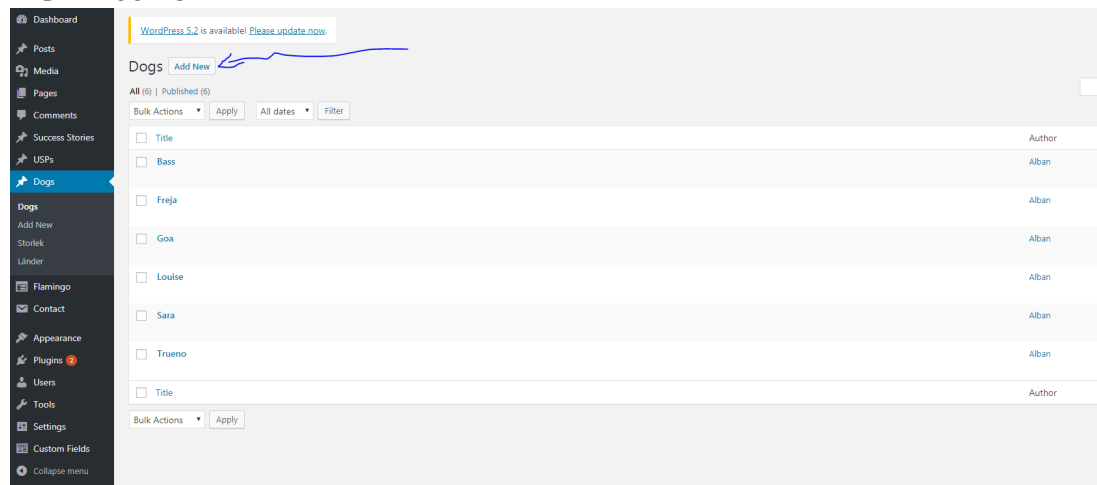 Dashboard
Posts
Media
Pages
Comments
Success Stories
USPs
Dogs
Dogs
Add New
Storlek
Länder
Flamingo
Contact
Appearance
Plugins 2
Users
Tools
Settings
Custom Fields
Collapse menu
WordPress 5.2 is available! Please update now.
Dogs Add New
All (6) | Published (6)
Bulk Actions Apply All dates Filter
Title Author
Bass Alban
Freja Alban
Goa Alban
Louise Alban
Sara Alban
Trueno Alban
Title Author
Bulk Actions Apply